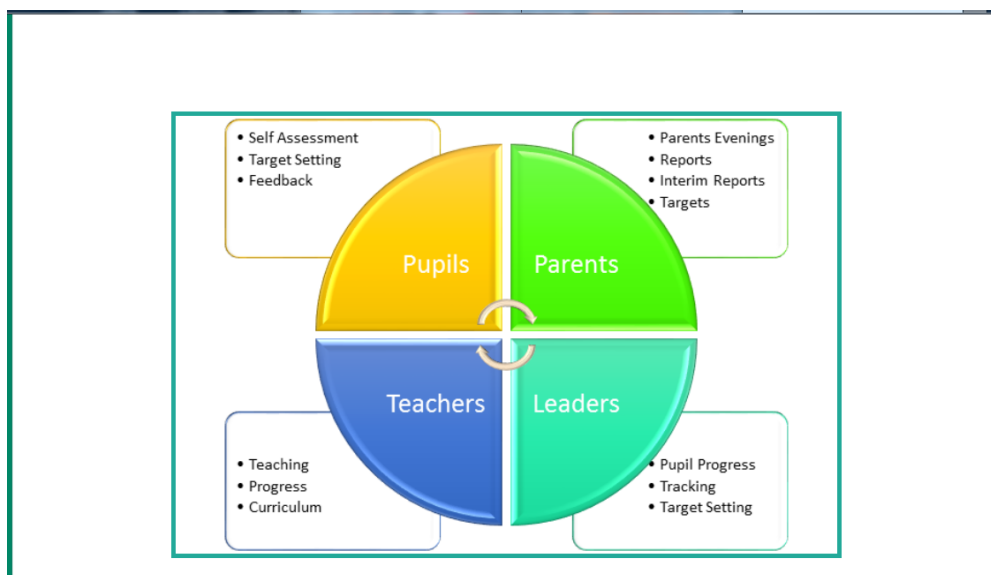 • Self Assessment
• Target Setting
• Feedback
• Parents Evenings
• Reports
• Interim Reports
• Targets
Pupils
Parents
Teachers
Leaders
• Teaching
• Progress
• Curriculum
• Pupil Progress
• Tracking
• Target Setting